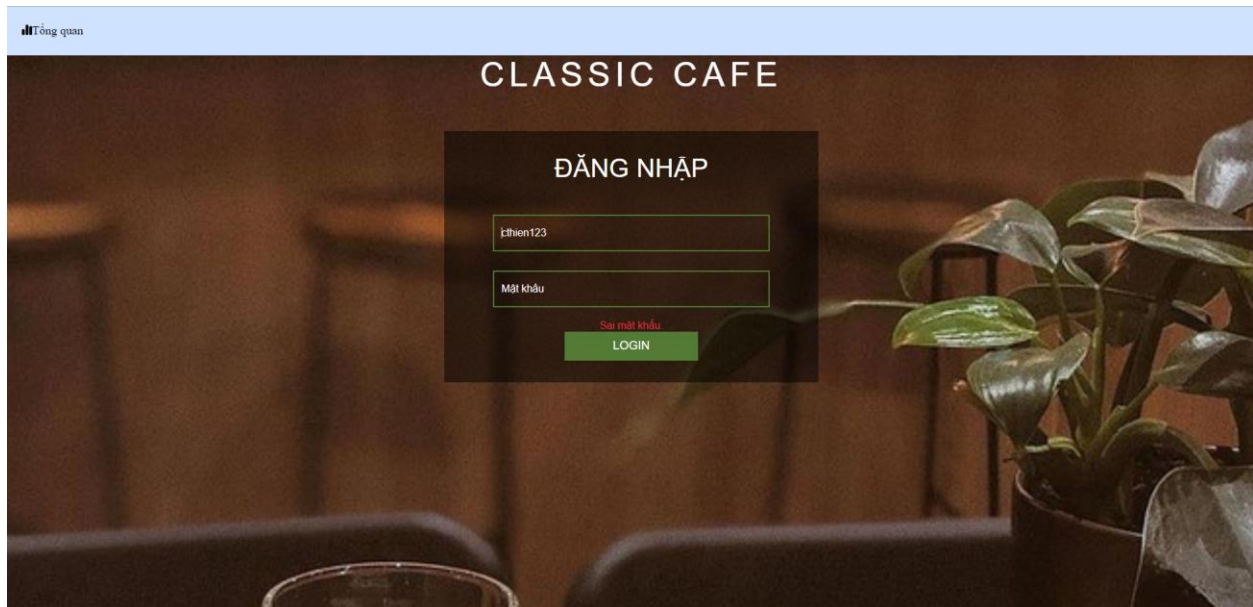 Tổng quan
CLASSIC CAFE
ĐĂNG NHẬP
cthien123
Mật khẩu
Sai mật khẩu.
LOGIN